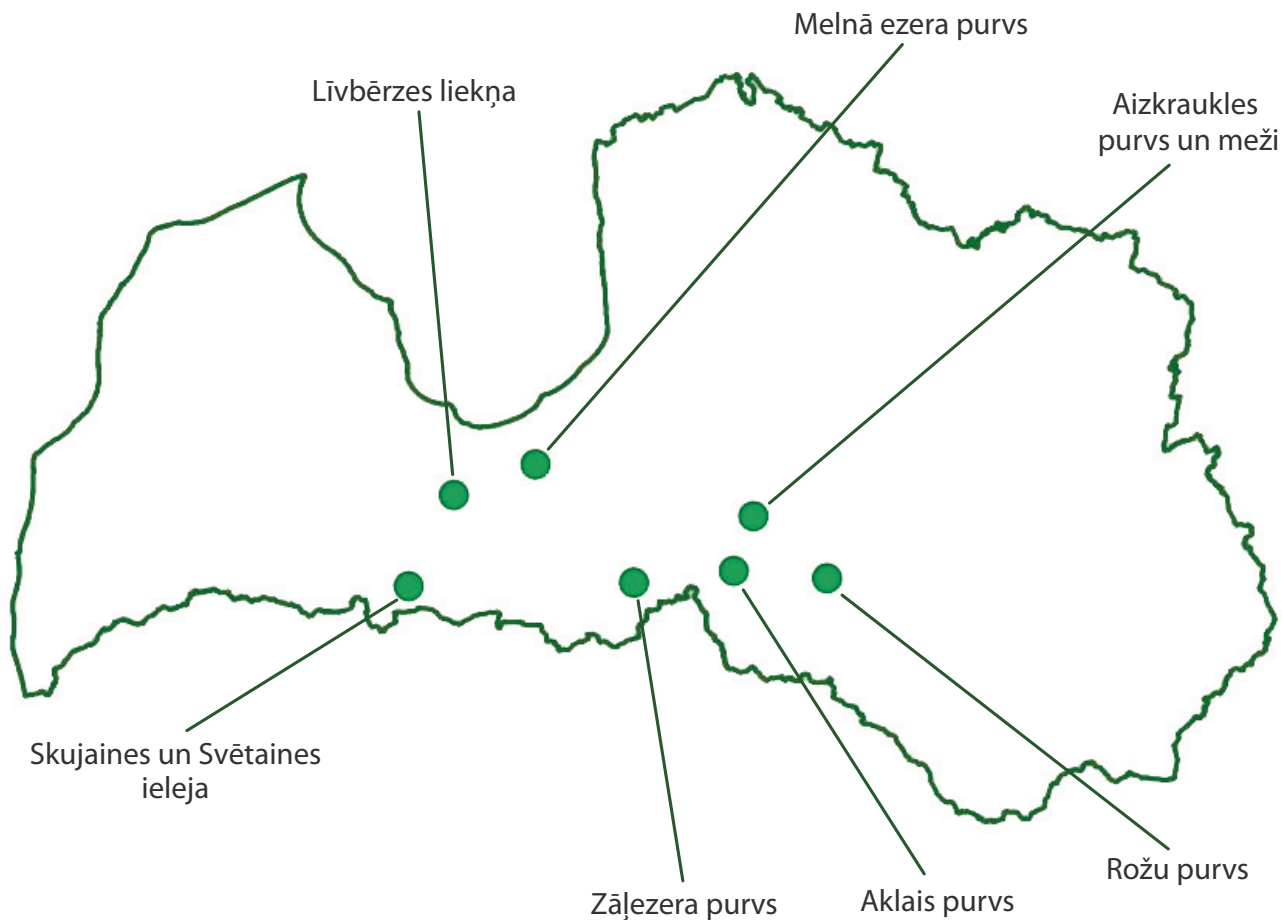 Melnā ezera purvs
Līvbērzes liekņa
Aizkraukles
purvs un meži
Skujaines un Svētaines
ieleja
Zāļezera purvs
Aklais purvs
Rožu purvs